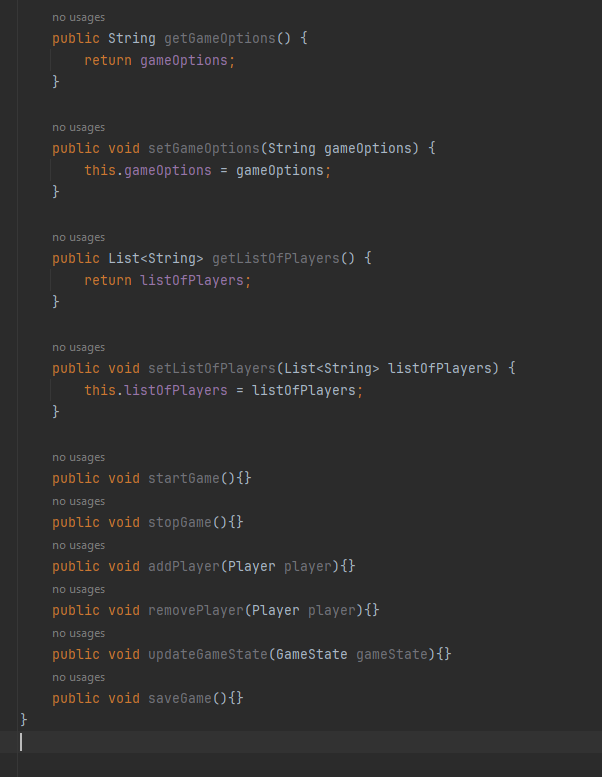 no usages
public String getGameOptions() {
return gameOptions;
}
no usages
public void setGameOptions(String gameOptions) {
this.gameOptions = gameOptions;
}
no usages
public List<String> getListOfPlayers() {
return listOfPlayers;
}
no usages
public void setListOfPlayers(List<String> listOfPlayers) {
this.listOfPlayers = listOfPlayers;
}
no usages
public void startGame(){}
no usages
public void stopGame(){}
no usages
public void addPlayer(Player player){}
no usages
public void removePlayer(Player player){}
no usages
public void updateGameState(GameState gameState){}
no usages
public void saveGame(){}
}